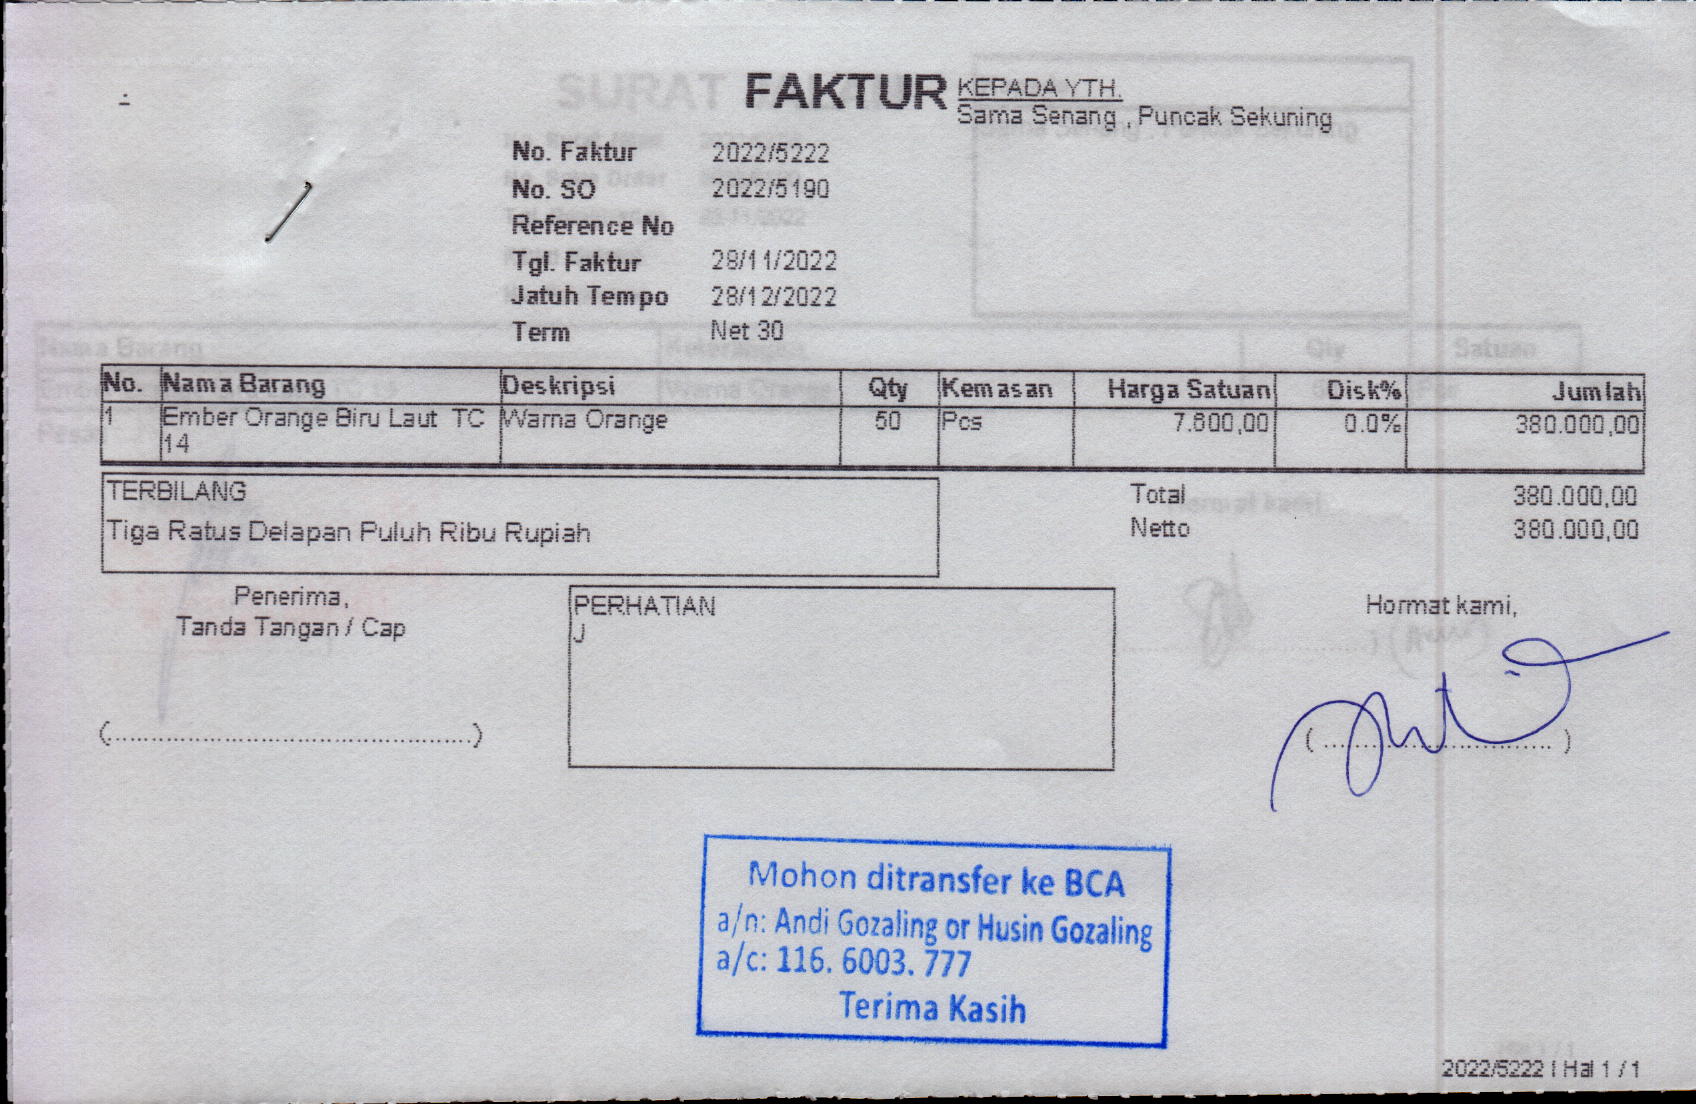 FAKTUR
KEPADA YTH.
Sama Senang , Puncak Sekuning
No. Faktur 2022/5222
No. SO 2022/5190
Reference No
Tgl. Faktur 28/11/2022
Jatuh Tempo 28/12/2022
Term Net 30
No. Nama Barang Deskripsi Qty Kemasan Harga Satuan Disk% Jumlah
1 Ember Orange Biru Laut TC Warna Orange 50 Pcs 7.600,00 0.0% 380.000,00
14
TERBILANG
Tiga Ratus Delapan Puluh Ribu Rupiah
Total 380.000,00
Netto 380.000,00
Penerima,
Tanda Tangan / Cap
(..................................................)
PERHATIAN
J
Hormat kami,
(..............................)
Mohon ditransfer ke BCA
a/n: Andi Gozaling or Husin Gozaling
a/c: 116. 6003. 777
Terima Kasih
2022/5222 | Hal 1 / 1